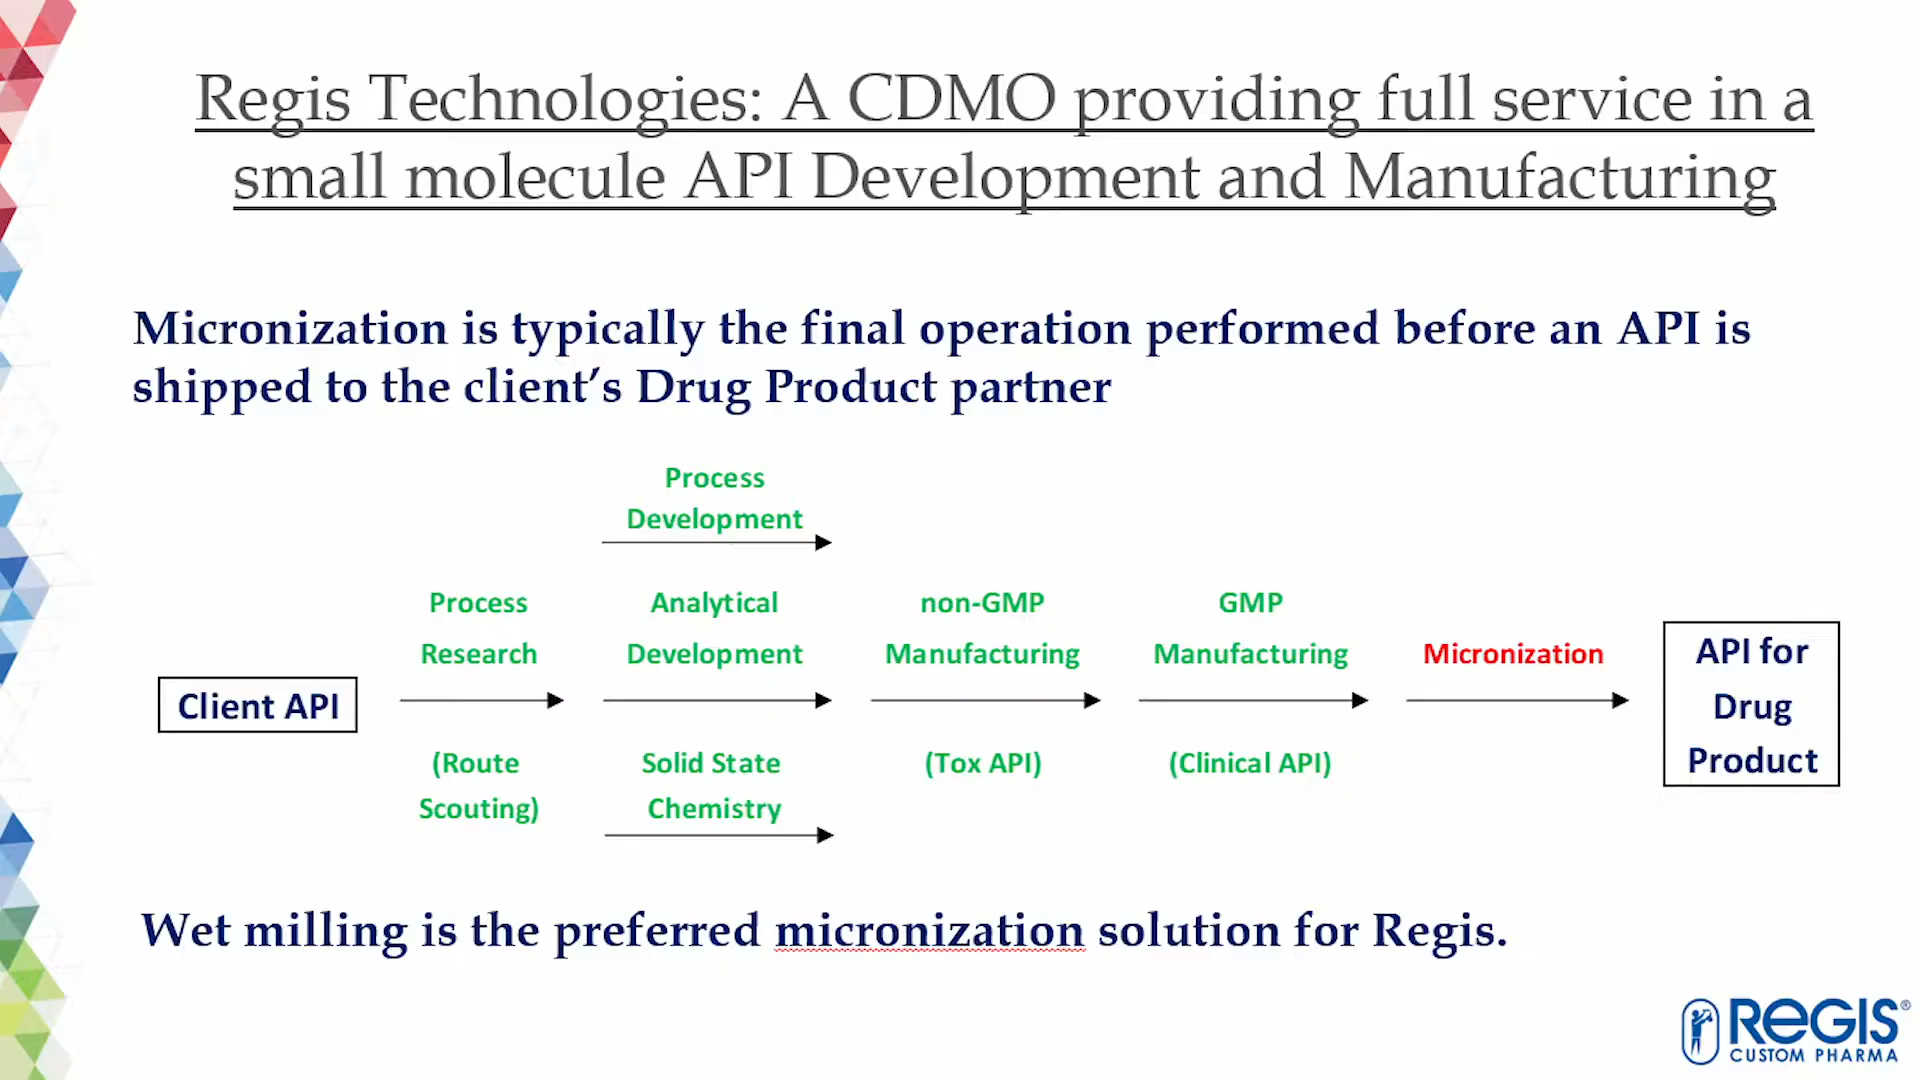 Regis Technologies: A CDMO providing full service in a
small molecule API Development and Manufacturing
Micronization is typically the final operation performed before an API is
shipped to the client’s Drug Product partner
Process
Development
Client API
Process
Research
(Route
Scouting)
Analytical
Development
Solid State
Chemistry
non-GMP
Manufacturing
(Tox API)
GMP
Manufacturing
(Clinical API)
Micronization
API for
Drug
Product
Wet milling is the preferred micronization solution for Regis.
REGIS®
CUSTOM PHARMA